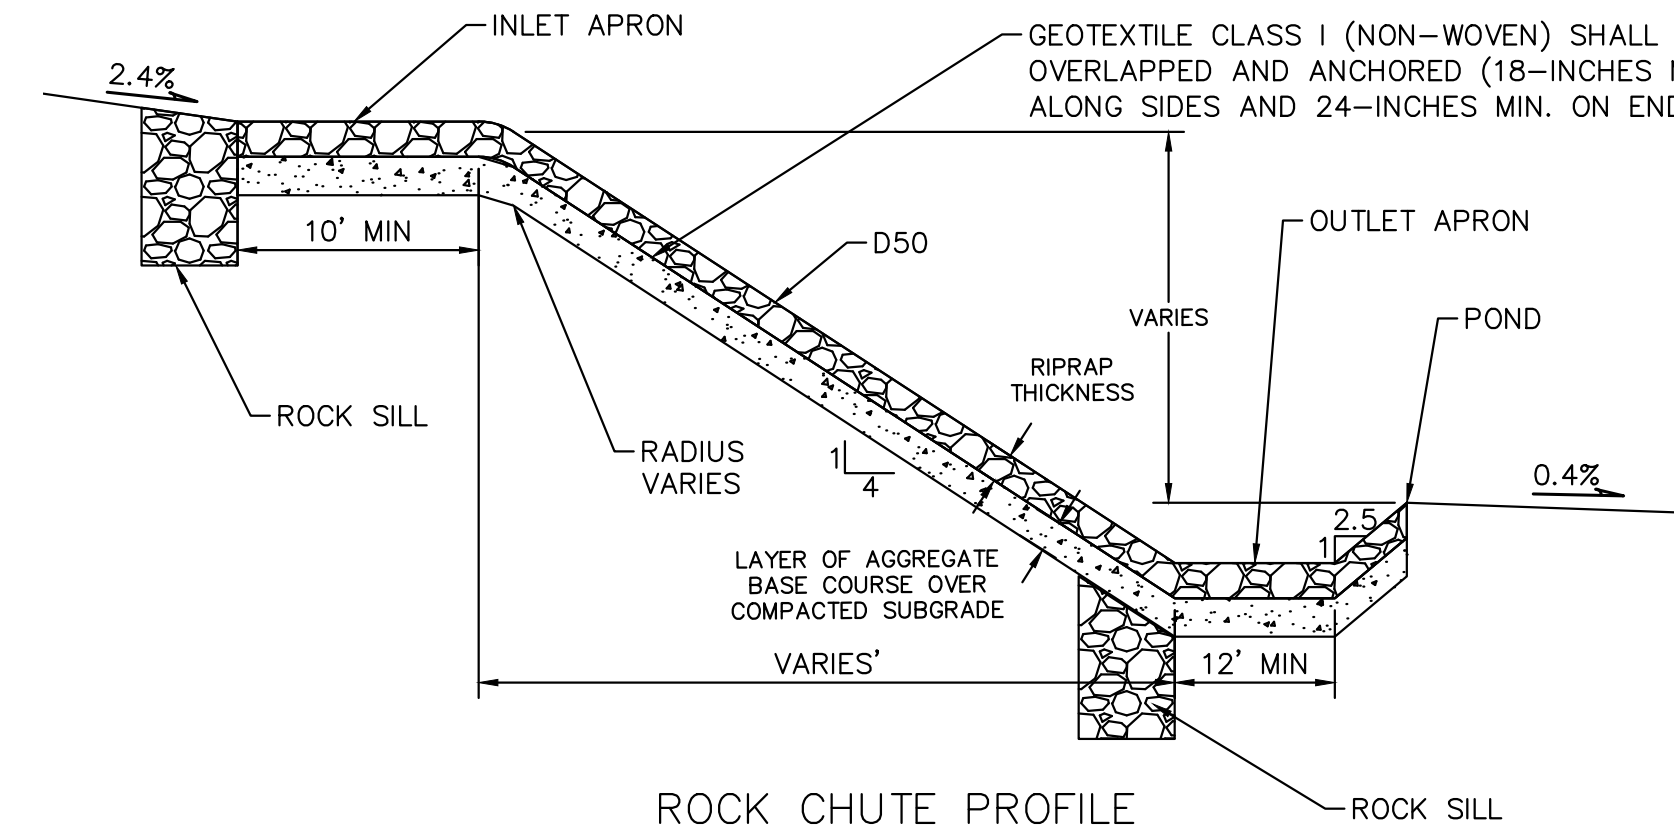 INLET APRON
GEOTEXTILE CLASS I (NON-WOVEN) SHALL
OVERLAPPED AND ANCHORED (18-INCHES
ALONG SIDES AND 24-INCHES MIN. ON
2.4%
10' MIN
D50
OUTLET APRON
VARIES
POND
RIPRAP
THICKNESS
ROCK SILL
RADIUS
VARIES
1
4
0.4%
2.5
1
LAYER OF AGGREGATE
BASE COURSE OVER
COMPACTED SUBGRADE
VARIES'
12' MIN
ROCK CHUTE PROFILE
ROCK SILL